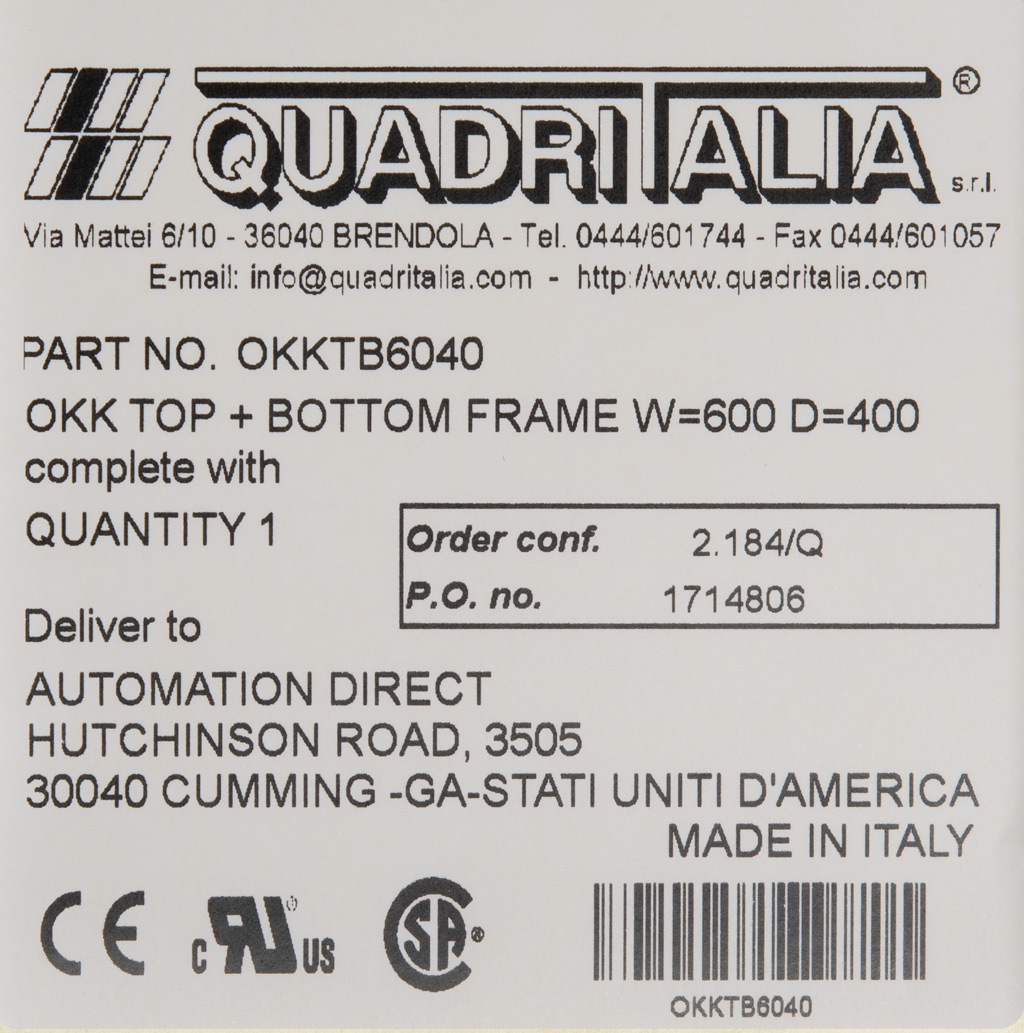 QUADRITALIA® s.r.l.
Via Mattei 6/10 - 36040 BRENDOLA - Tel. 0444/601744 - Fax 0444/601057
E-mail: info@quadritalia.com - http://www.quadritalia.com
PART NO. OKKTB6040
OKK TOP + BOTTOM FRAME W=600 D=400
complete with
QUANTITY 1
Order conf. 2.184/Q
P.O. no. 1714806
Deliver to
AUTOMATION DIRECT
HUTCHINSON ROAD, 3505
30040 CUMMING -GA-STATI UNITI D'AMERICA
MADE IN ITALY
CE c RU US CSA®
OKKTB6040